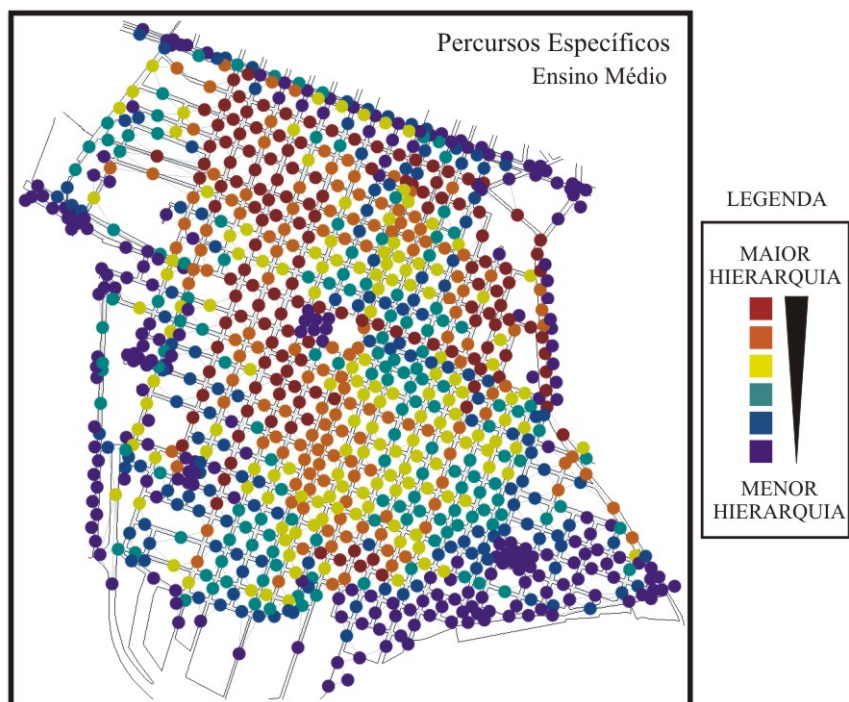 Percursos Específicos
Ensino Médio
LEGENDA
MAIOR
HIERARQUIA
MENOR
HIERARQUIA